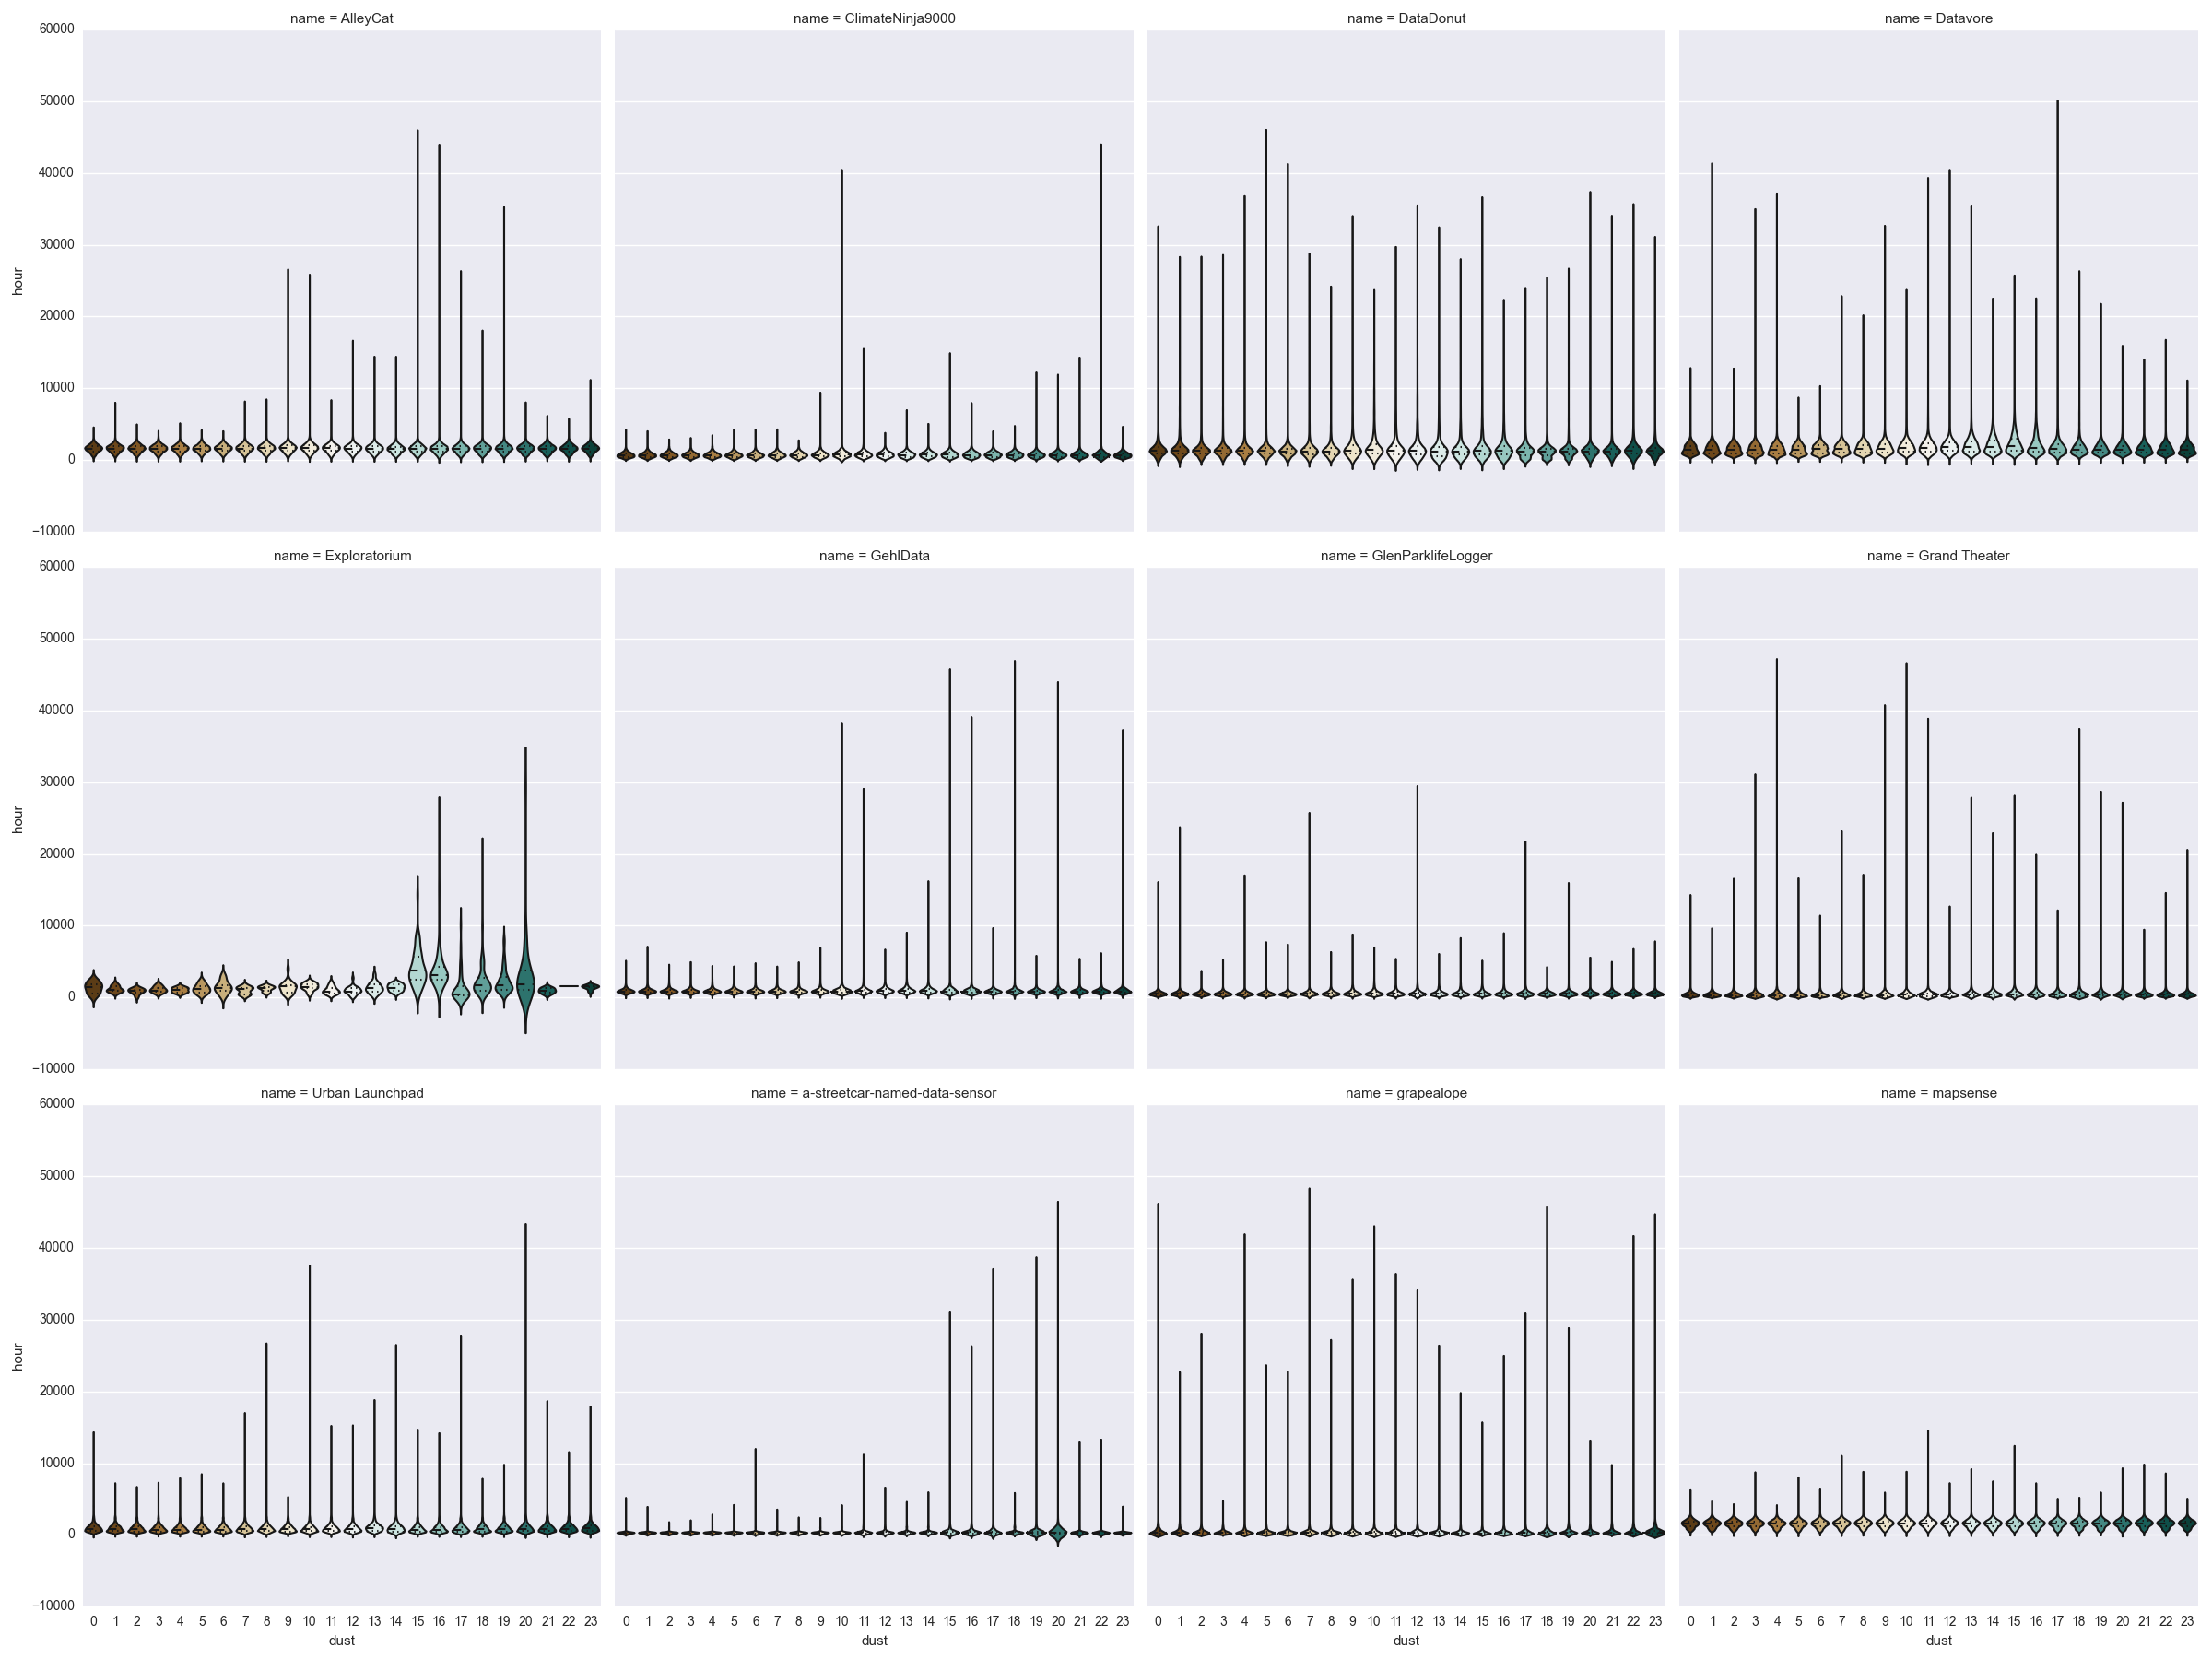 name = AlleyCat
name = ClimateNinja9000
name = DataDonut
name = Datavore
60000
50000
40000
30000
20000
10000
0
−10000
hour
name = Exploratorium
name = GehlData
name = GlenParklifeLogger
name = Grand Theater
60000
50000
40000
30000
20000
10000
0
−10000
hour
name = Urban Launchpad
name = a-streetcar-named-data-sensor
name = grapealope
name = mapsense
60000
50000
40000
30000
20000
10000
0
−10000
hour
0 1 2 3 4 5 6 7 8 9 10 11 12 13 14 15 16 17 18 19 20 21 22 23
0 1 2 3 4 5 6 7 8 9 10 11 12 13 14 15 16 17 18 19 20 21 22 23
0 1 2 3 4 5 6 7 8 9 10 11 12 13 14 15 16 17 18 19 20 21 22 23
0 1 2 3 4 5 6 7 8 9 10 11 12 13 14 15 16 17 18 19 20 21 22 23
dust
dust
dust
dust